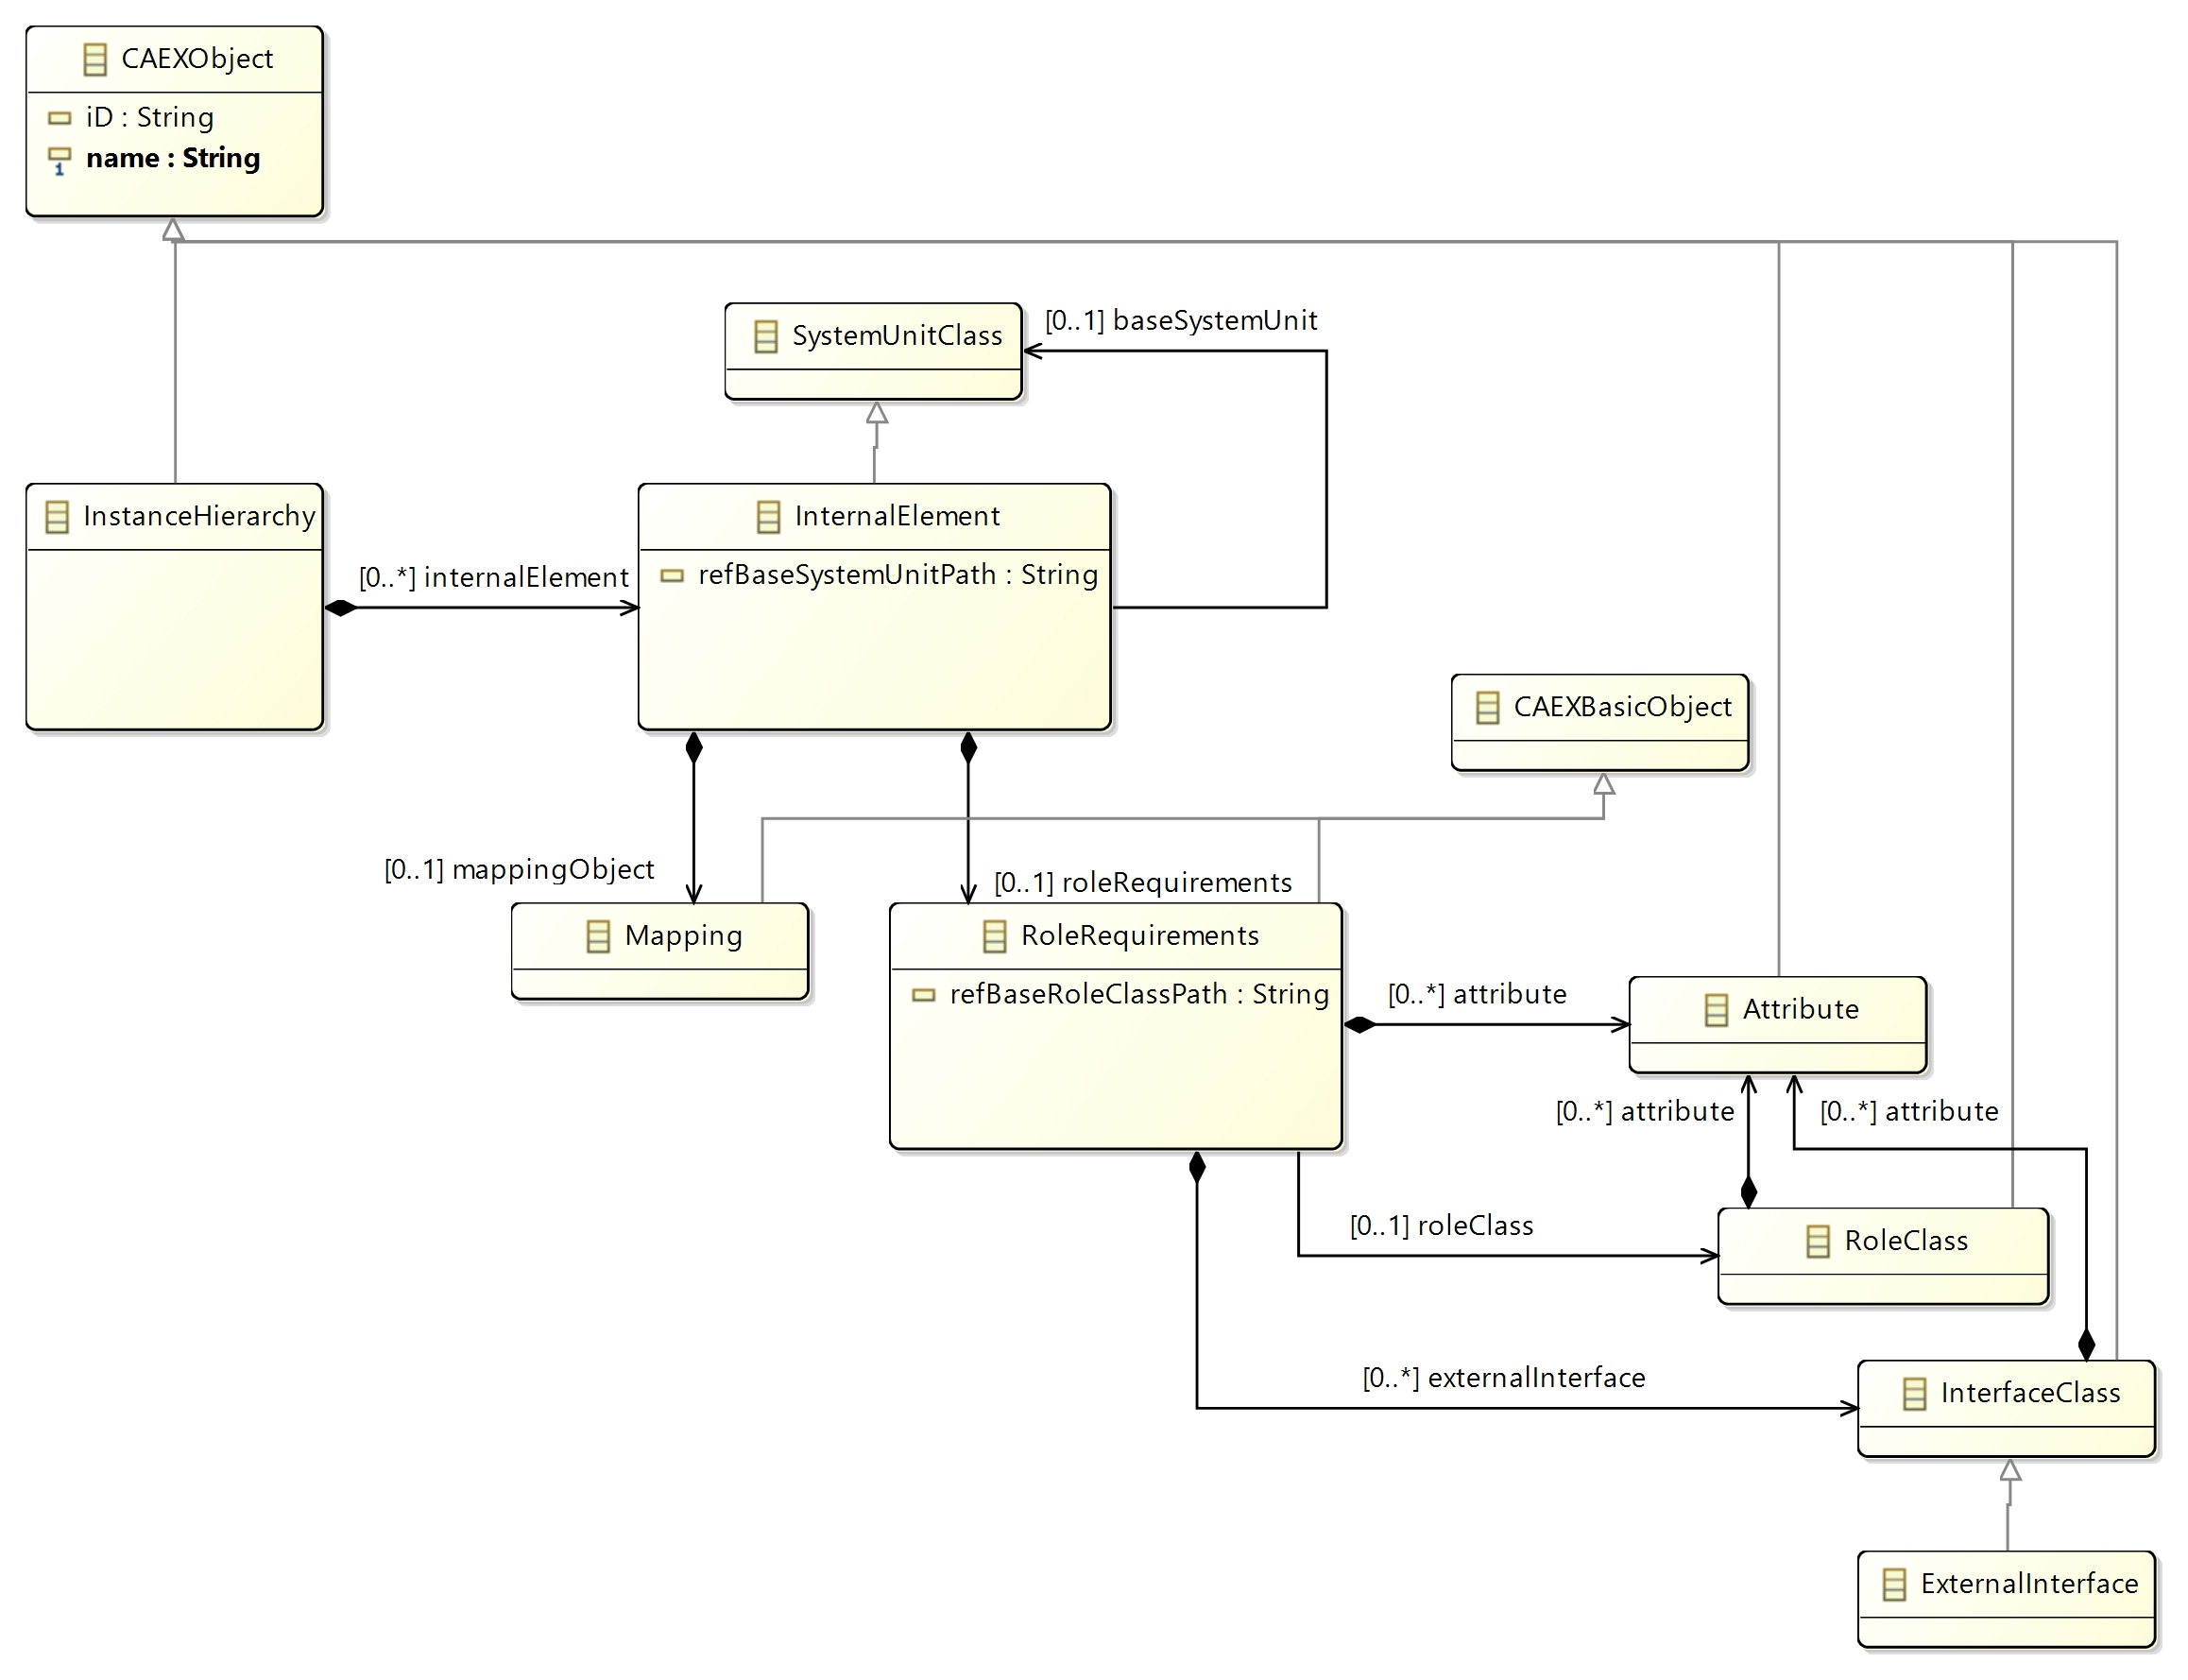 CAEXObject
iD : String
name : String
1
SystemUnitClass
[0..1] baseSystemUnit
InstanceHierarchy
[0..*] internalElement
InternalElement
refBaseSystemUnitPath : String
CAEXBasicObject
[0..1] mappingObject
[0..1] roleRequirements
Mapping
RoleRequirements
refBaseRoleClassPath : String
[0..*] attribute
Attribute
[0..*] attribute
[0..*] attribute
[0..1] roleClass
RoleClass
[0..*] externalInterface
InterfaceClass
ExternalInterface